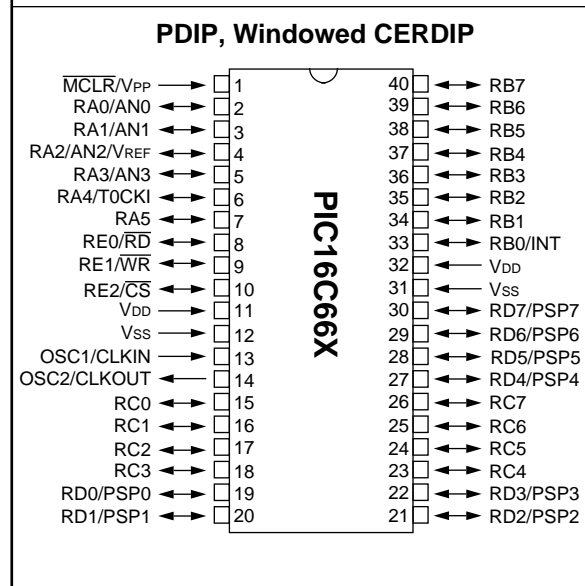 PDIP, Windowed CERDIP
MCLR/VPP 1 40 RB7
RA0/AN0 2 39 RB6
RA1/AN1 3 38 RB5
RA2/AN2/VREF 4 37 RB4
RA3/AN3 5 36 RB3
RA4/T0CKI 6 35 RB2
RA5 7 34 RB1
RE0/RD 8 33 RB0/INT
RE1/WR 9 32 VDD
RE2/CS 10 31 VSS
VDD 11 30 RD7/PSP7
VSS 12 29 RD6/PSP6
OSC1/CLKIN 13 28 RD5/PSP5
OSC2/CLKOUT 14 27 RD4/PSP4
RC0 15 26 RC7
RC1 16 25 RC6
RC2 17 24 RC5
RC3 18 23 RC4
RD0/PSP0 19 22 RD3/PSP3
RD1/PSP1 20 21 RD2/PSP2
PIC16C66X